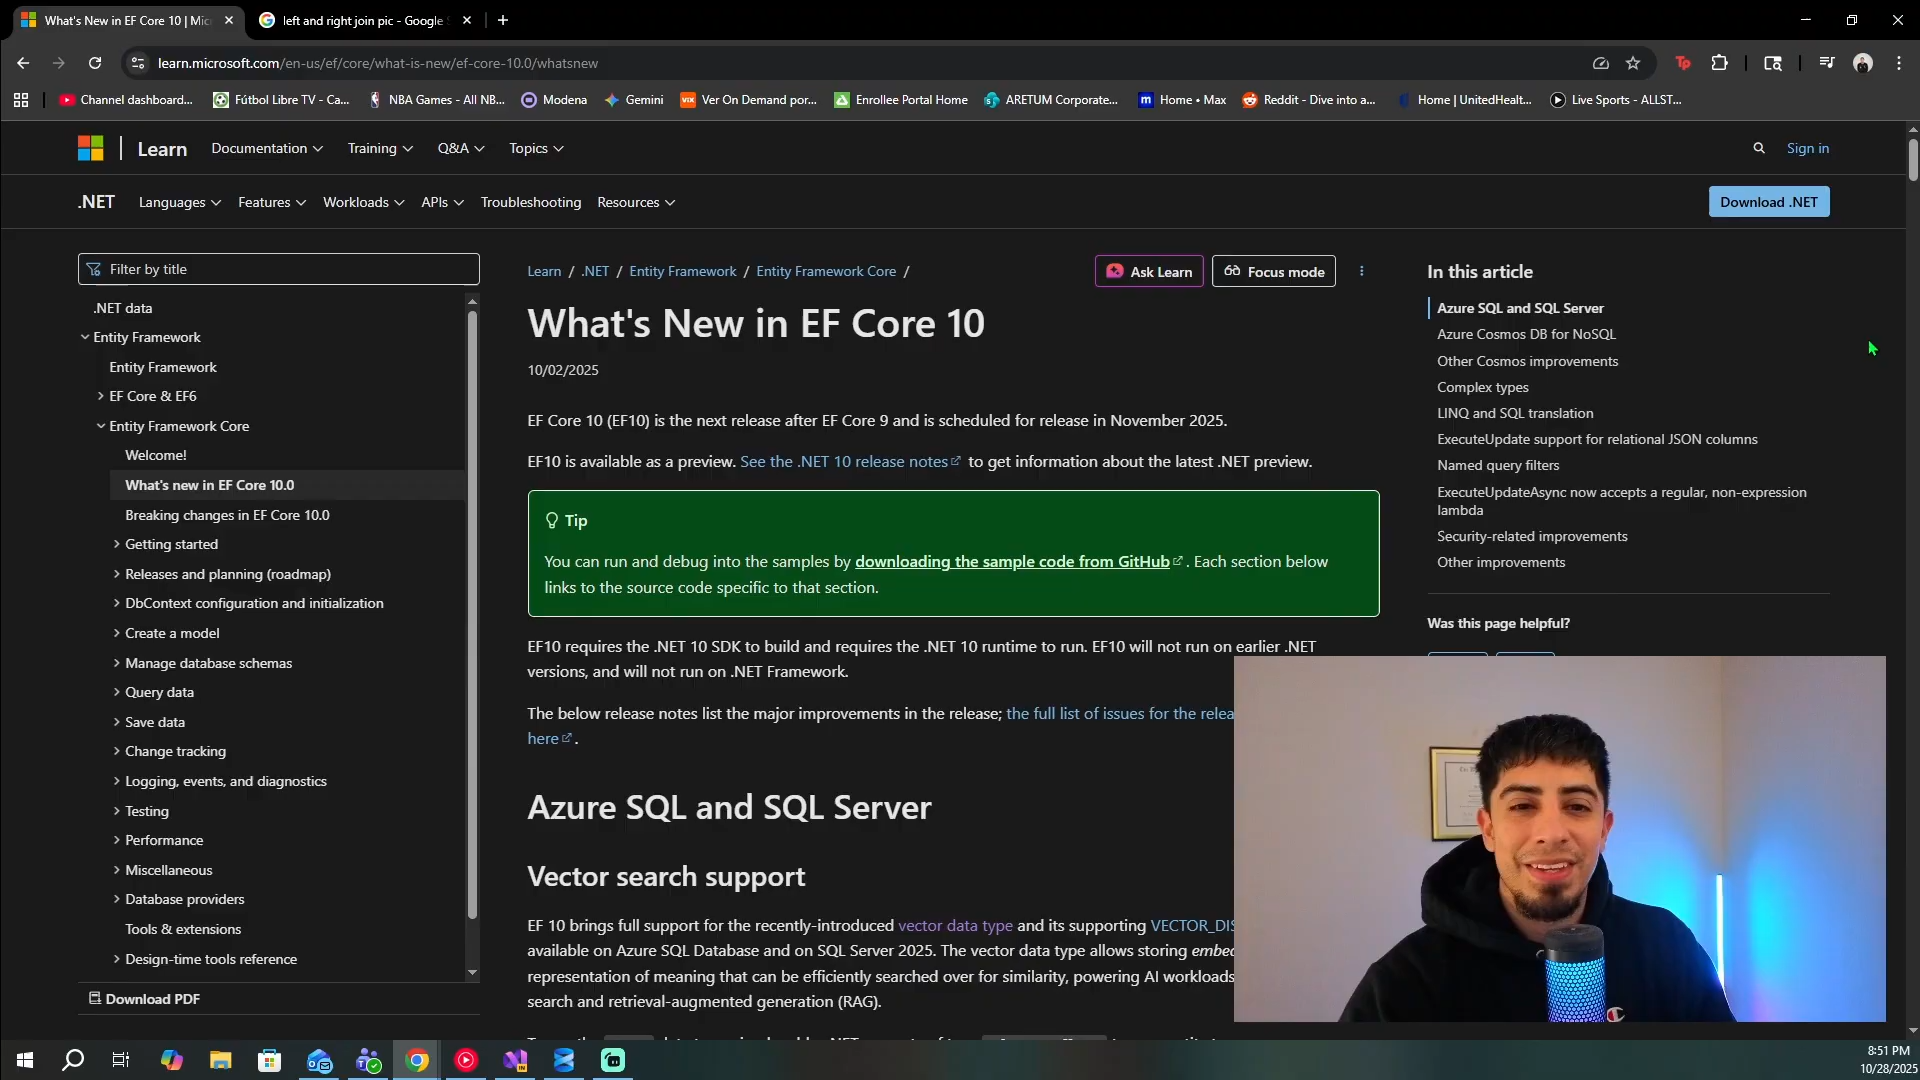 What's New in EF Core 10 | Mic
left and right join pic - Google
learn.microsoft.com/en-us/ef/core/what-is-new/ef-core-10.0/whatsnew
Channel dashboard...
Fútbol Libre TV - Ca...
NBA Games - All NB...
Modena
Gemini
Ver On Demand por...
Enrollee Portal Home
ARETUM Corporate...
Home • Max
Reddit - Dive into a...
Home | UnitedHealt...
Live Sports - ALLST...
Learn
Documentation
Training
Q&A
Topics
Sign in
.NET
Languages
Features
Workloads
APIs
Troubleshooting
Resources
Download .NET
Filter by title
.NET data
Entity Framework
Entity Framework
EF Core & EF6
Entity Framework Core
Welcome!
What's new in EF Core 10.0
Breaking changes in EF Core 10.0
Getting started
Releases and planning (roadmap)
DbContext configuration and initialization
Create a model
Manage database schemas
Query data
Save data
Change tracking
Logging, events, and diagnostics
Testing
Performance
Miscellaneous
Database providers
Tools & extensions
Design-time tools reference
Download PDF
Learn / .NET / Entity Framework / Entity Framework Core /
Ask Learn
Focus mode
What's New in EF Core 10
10/02/2025
EF Core 10 (EF10) is the next release after EF Core 9 and is scheduled for release in November 2025.
EF10 is available as a preview. See the .NET 10 release notes to get information about the latest .NET preview.
Tip
You can run and debug into the samples by downloading the sample code from GitHub. Each section below
links to the source code specific to that section.
EF10 requires the .NET 10 SDK to build and requires the .NET 10 runtime to run. EF10 will not run on earlier .NET
versions, and will not run on .NET Framework.
The below release notes list the major improvements in the release; the full list of issues for the relea
here.
Azure SQL and SQL Server
Vector search support
EF 10 brings full support for the recently-introduced vector data type and its supporting VECTOR_DIS
available on Azure SQL Database and on SQL Server 2025. The vector data type allows storing embed
representation of meaning that can be efficiently searched over for similarity, powering AI workloads
search and retrieval-augmented generation (RAG).
In this article
Azure SQL and SQL Server
Azure Cosmos DB for NoSQL
Other Cosmos improvements
Complex types
LINQ and SQL translation
ExecuteUpdate support for relational JSON columns
Named query filters
ExecuteUpdateAsync now accepts a regular, non-expression
lambda
Security-related improvements
Other improvements
Was this page helpful?
8:51 PM
10/28/2025